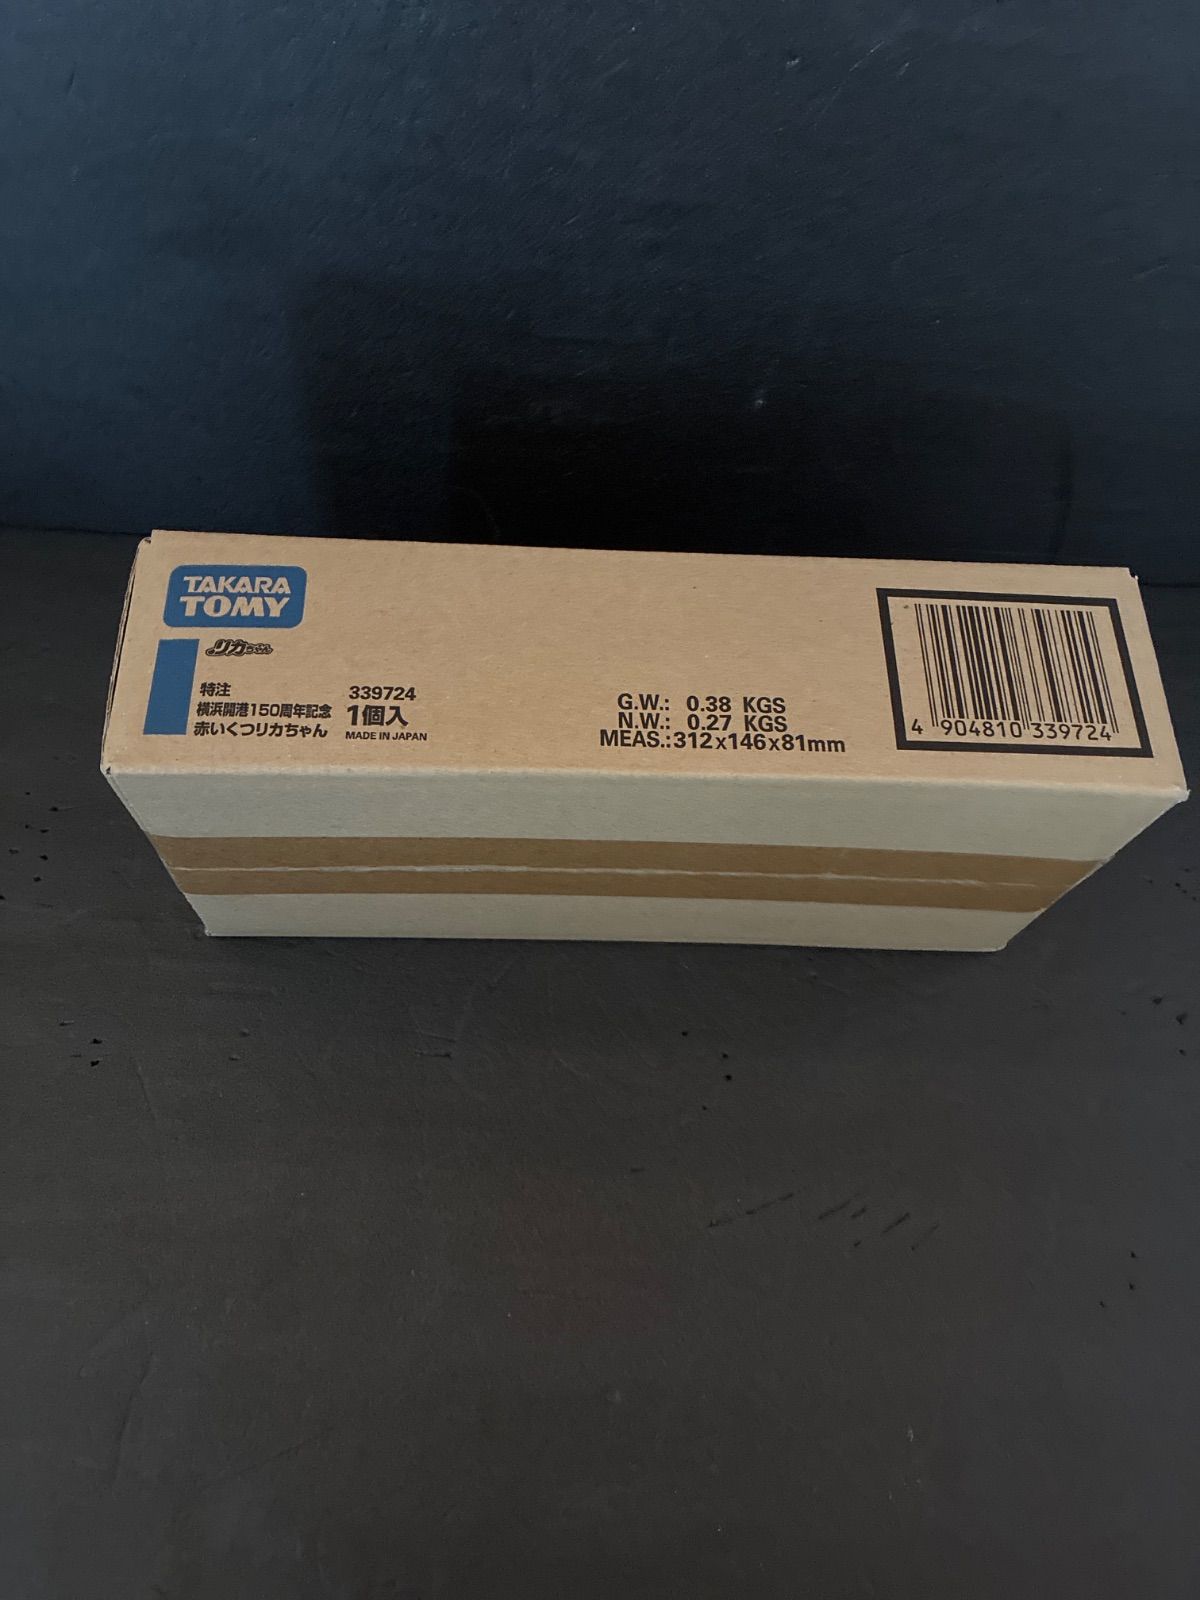 TAKARA
TOMY
リカちゃん
特注 339724
横浜開港150周年記念 1個入
赤いくつリカちゃん MADE IN JAPAN
G.W.: 0.38 KGS
N.W.: 0.27 KGS
MEAS.:312x146x81mm
4 904810 339724